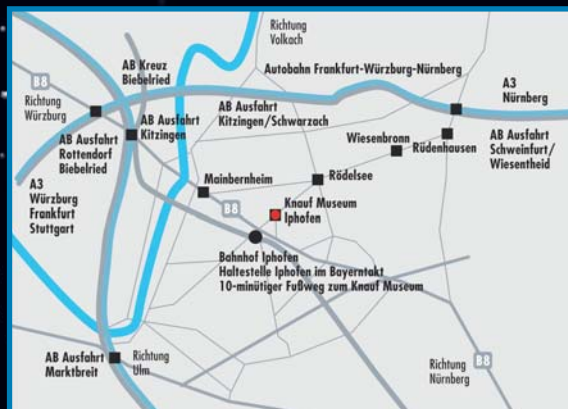 Richtung
Volkach
AB Kreuz
Biebelried
B8
Autobahn Frankfurt-Würzburg-Nürnberg
A3
Nürnberg
Richtung
Würzburg
AB Ausfahrt
Kitzingen
AB Ausfahrt
Kitzingen/Schwarzach
AB Ausfahrt
Rottendorf
Biebelried
Wiesenbronn
Rüdenhausen
AB Ausfahrt
Schweinfurt/
Wiesentheid
A3
Würzburg
Frankfurt
Stuttgart
Mainbernheim
Rödelsee
B8
Knauf Museum
Iphofen
Bahnhof Iphofen
Haltestelle Iphofen im Bayerntakt
10-minütiger Fußweg zum Knauf Museum
AB Ausfahrt
Marktbreit
Richtung
Ulm
Richtung
Nürnberg
B8